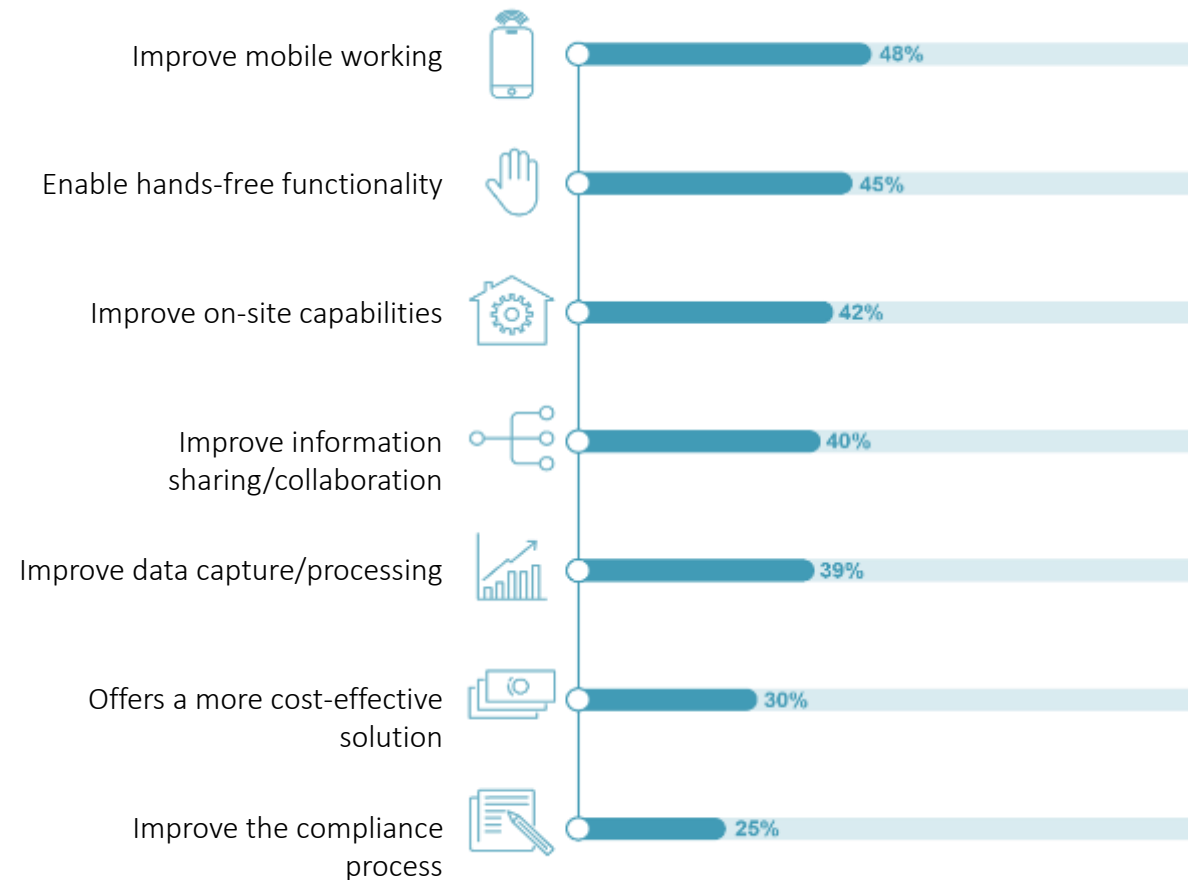 Improve mobile working
48%
Enable hands-free functionality
45%
Improve on-site capabilities
42%
Improve information
sharing/collaboration
40%
Improve data capture/processing
39%
Offers a more cost-effective
solution
30%
Improve the compliance
process
25%